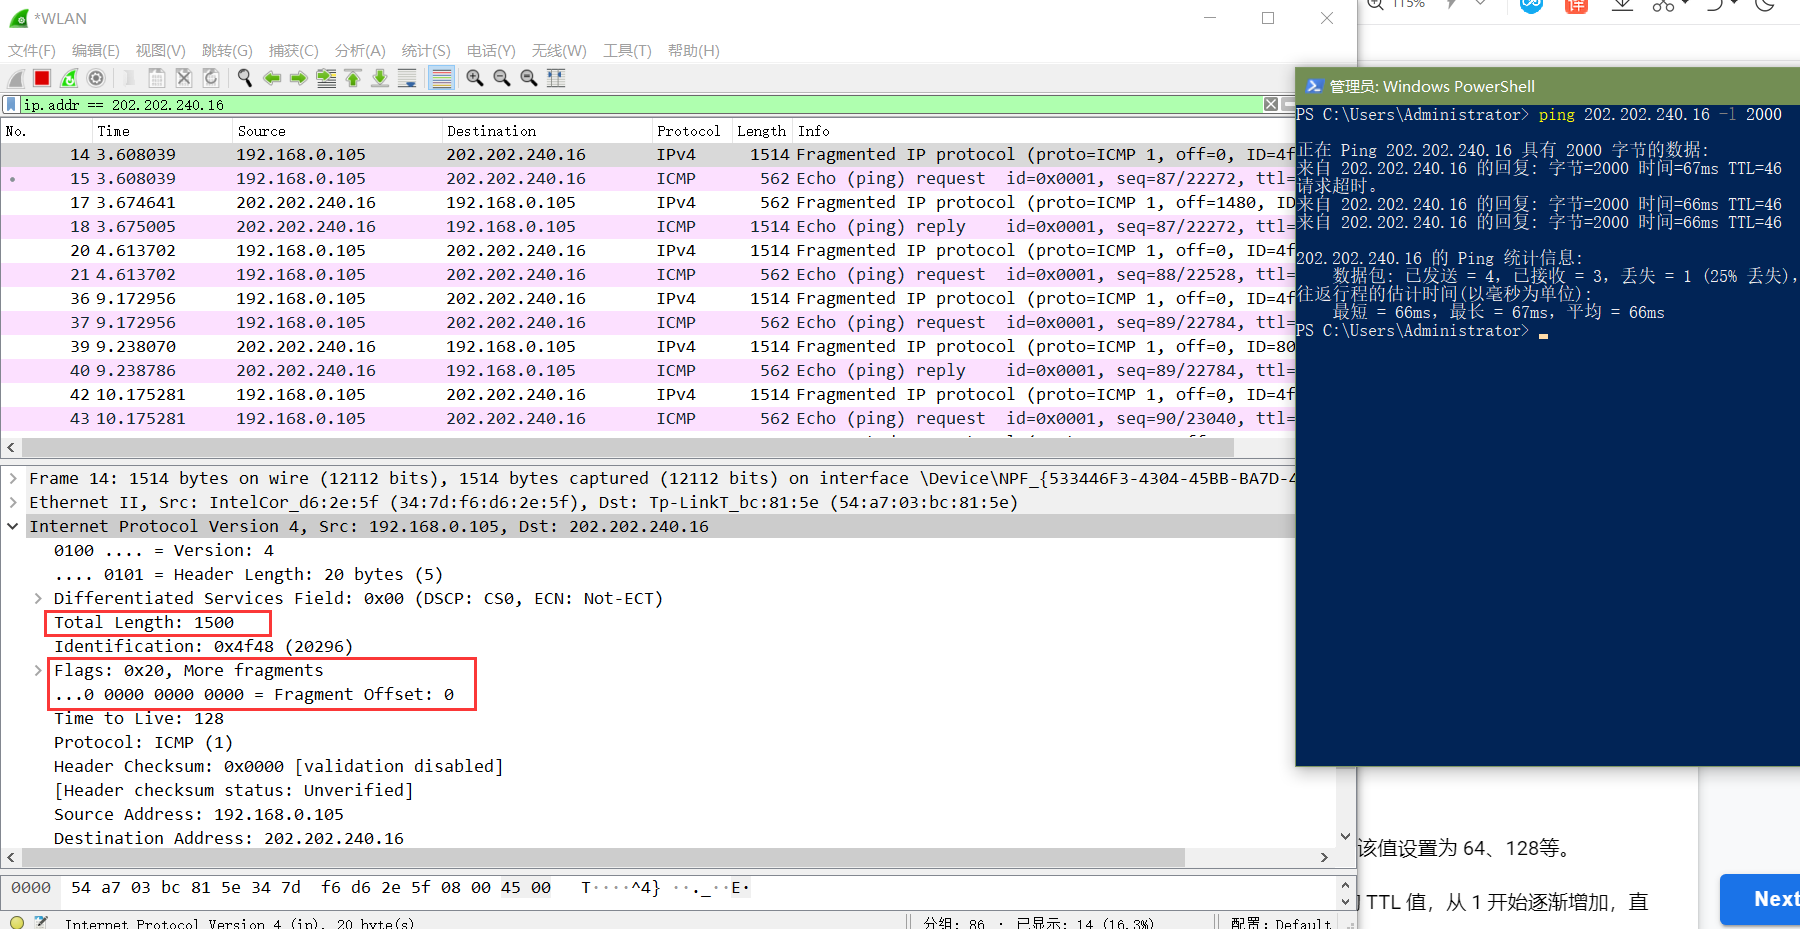 *WLAN
文件(F) 编辑(E) 视图(V) 跳转(G) 捕获(C) 分析(A) 统计(S) 电话(Y) 无线(W) 工具(T) 帮助(H)
ip.addr == 202.202.240.16
No. Time Source Destination Protocol Length Info
14 3.608039 192.168.0.105 202.202.240.16 IPv4 1514 Fragmented IP protocol (proto=ICMP 1, off=0, ID=4f
15 3.608039 192.168.0.105 202.202.240.16 ICMP 562 Echo (ping) request id=0x0001, seq=87/22272, ttl=
17 3.674641 202.202.240.16 192.168.0.105 IPv4 562 Fragmented IP protocol (proto=ICMP 1, off=1480, ID
18 3.675005 202.202.240.16 192.168.0.105 ICMP 1514 Echo (ping) reply id=0x0001, seq=87/22272, ttl=
20 4.613702 192.168.0.105 202.202.240.16 IPv4 1514 Fragmented IP protocol (proto=ICMP 1, off=0, ID=4f
21 4.613702 192.168.0.105 202.202.240.16 ICMP 562 Echo (ping) request id=0x0001, seq=88/22528, ttl=
36 9.172956 192.168.0.105 202.202.240.16 IPv4 1514 Fragmented IP protocol (proto=ICMP 1, off=0, ID=4f
37 9.172956 192.168.0.105 202.202.240.16 ICMP 562 Echo (ping) request id=0x0001, seq=89/22784, ttl=
39 9.238070 202.202.240.16 192.168.0.105 IPv4 1514 Fragmented IP protocol (proto=ICMP 1, off=0, ID=80
40 9.238786 202.202.240.16 192.168.0.105 ICMP 562 Echo (ping) reply id=0x0001, seq=89/22784, ttl=
42 10.175281 192.168.0.105 202.202.240.16 IPv4 1514 Fragmented IP protocol (proto=ICMP 1, off=0, ID=4f
43 10.175281 192.168.0.105 202.202.240.16 ICMP 562 Echo (ping) request id=0x0001, seq=90/23040, ttl=
Frame 14: 1514 bytes on wire (12112 bits), 1514 bytes captured (12112 bits) on interface \Device\NPF_{533446F3-4304-45BB-BA7D-4
Ethernet II, Src: IntelCor_d6:2e:5f (34:7d:f6:d6:2e:5f), Dst: Tp-LinkT_bc:81:5e (54:a7:03:bc:81:5e)
Internet Protocol Version 4, Src: 192.168.0.105, Dst: 202.202.240.16
0100 .... = Version: 4
.... 0101 = Header Length: 20 bytes (5)
Differentiated Services Field: 0x00 (DSCP: CS0, ECN: Not-ECT)
Total Length: 1500
Identification: 0x4f48 (20296)
Flags: 0x20, More fragments
...0 0000 0000 0000 = Fragment Offset: 0
Time to Live: 128
Protocol: ICMP (1)
Header Checksum: 0x0000 [validation disabled]
[Header checksum status: Unverified]
Source Address: 192.168.0.105
Destination Address: 202.202.240.16
0000 54 a7 03 bc 81 5e 34 7d f6 d6 2e 5f 08 00 45 00 T····^4} ··._··E·
Internet Protocol Version 4 (ip), 20 byte(s) 分组: 86 · 已显示: 14 (16.3%) 配置: Default
115%
译
管理员: Windows PowerShell
PS C:\Users\Administrator> ping 202.202.240.16 -l 2000
正在 Ping 202.202.240.16 具有 2000 字节的数据:
来自 202.202.240.16 的回复: 字节=2000 时间=67ms TTL=46
请求超时。
来自 202.202.240.16 的回复: 字节=2000 时间=66ms TTL=46
来自 202.202.240.16 的回复: 字节=2000 时间=66ms TTL=46
202.202.240.16 的 Ping 统计信息:
数据包: 已发送 = 4, 已接收 = 3, 丢失 = 1 (25% 丢失),
往返行程的估计时间(以毫秒为单位):
最短 = 66ms, 最长 = 67ms, 平均 = 66ms
PS C:\Users\Administrator>
该值设置为 64、128等。
TTL 值，从 1 开始逐渐增加，直
Next